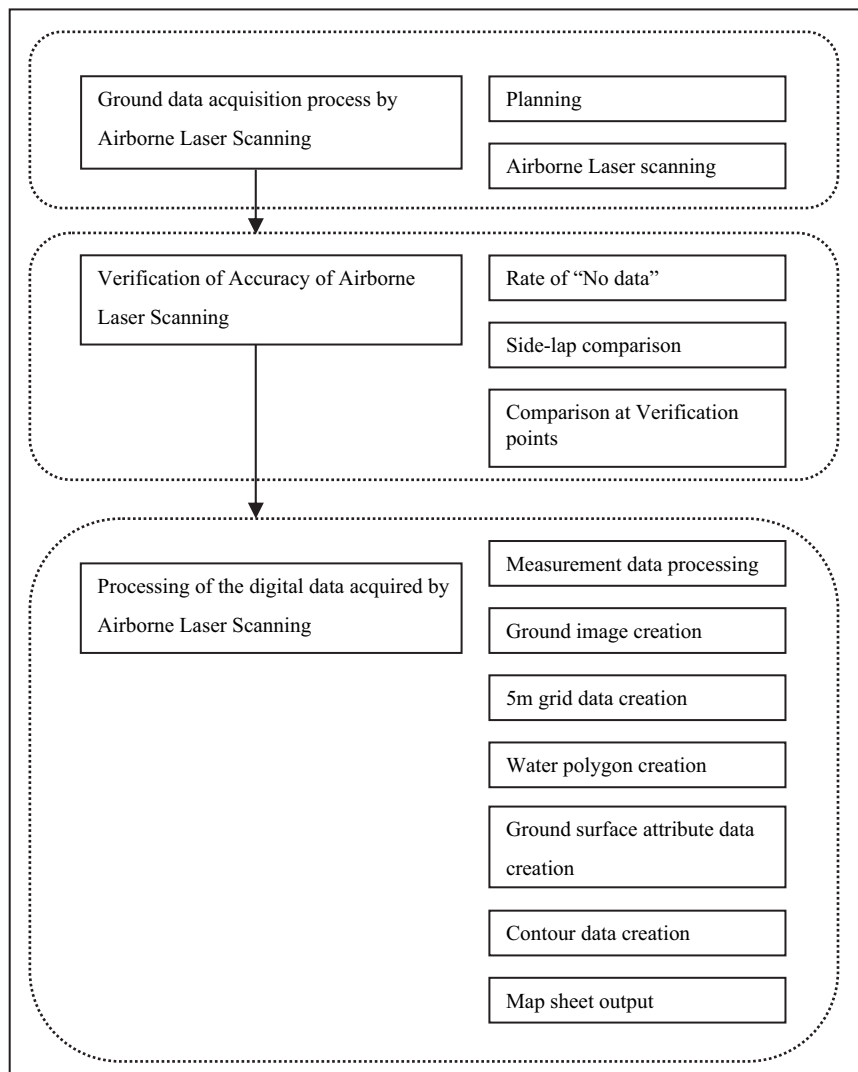 Ground data acquisition process by
Airborne Laser Scanning
Planning
Airborne Laser scanning
Verification of Accuracy of Airborne
Laser Scanning
Rate of “No data”
Side-lap comparison
Comparison at Verification
points
Processing of the digital data acquired by
Airborne Laser Scanning
Measurement data processing
Ground image creation
5m grid data creation
Water polygon creation
Ground surface attribute data
creation
Contour data creation
Map sheet output